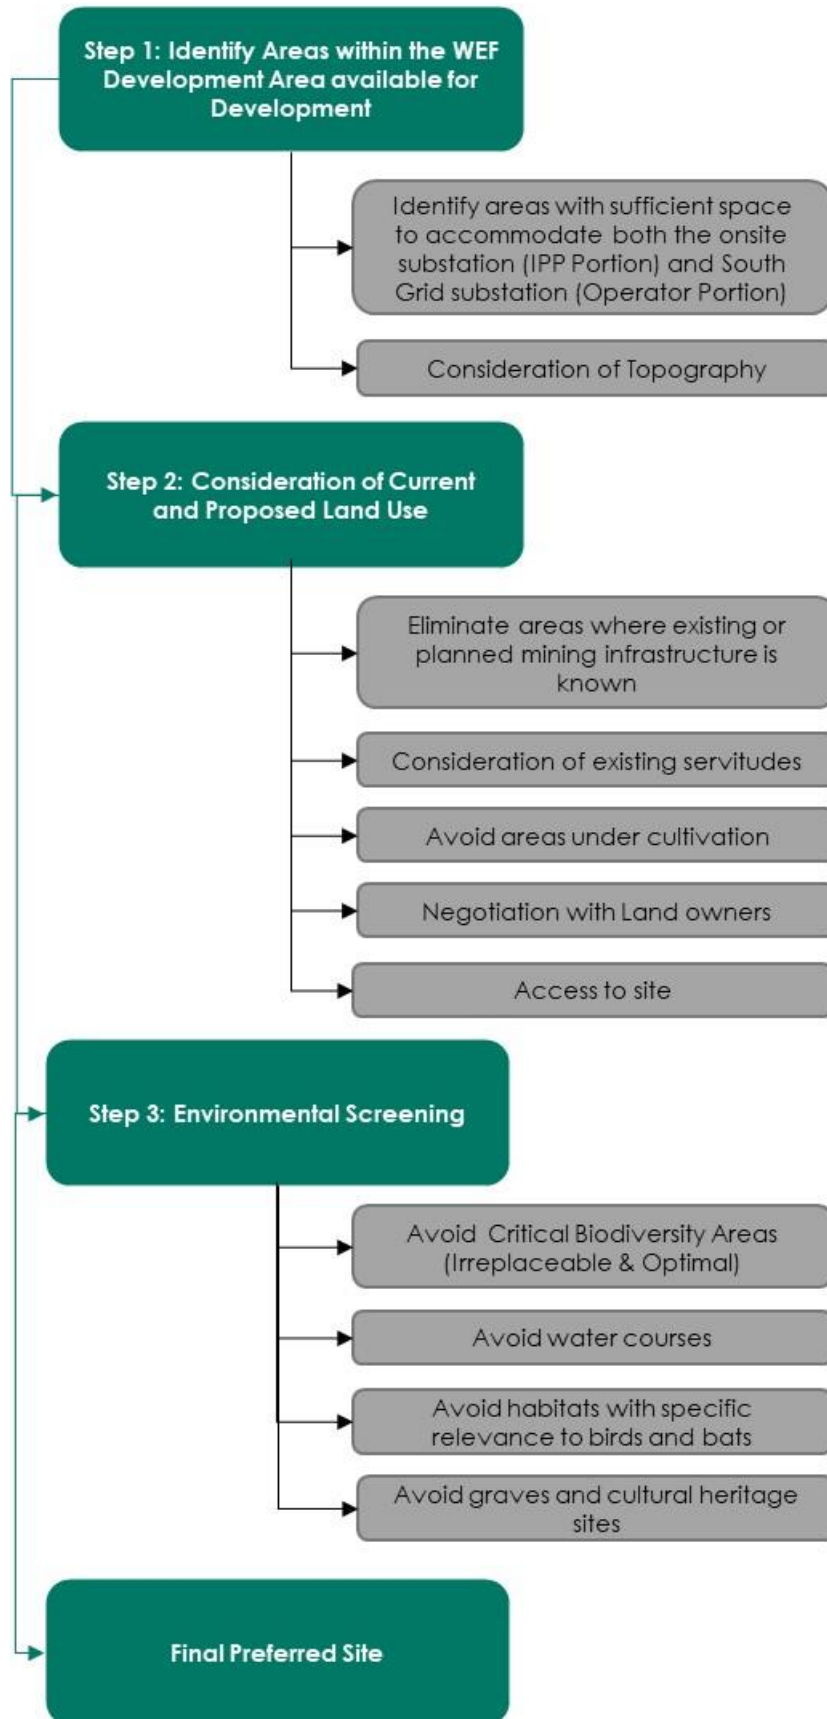 Step 1: Identify Areas within the WEF
Development Area available for
Development
Identify areas with sufficient space
to accommodate both the onsite
substation (IPP Portion) and South
Grid substation (Operator Portion)
Consideration of Topography
Step 2: Consideration of Current
and Proposed Land Use
Eliminate areas where existing or
planned mining infrastructure is
known
Consideration of existing servitudes
Avoid areas under cultivation
Negotiation with Land owners
Access to site
Step 3: Environmental Screening
Avoid Critical Biodiversity Areas
(Irreplaceable & Optimal)
Avoid water courses
Avoid habitats with specific
relevance to birds and bats
Avoid graves and cultural heritage
sites
Final Preferred Site